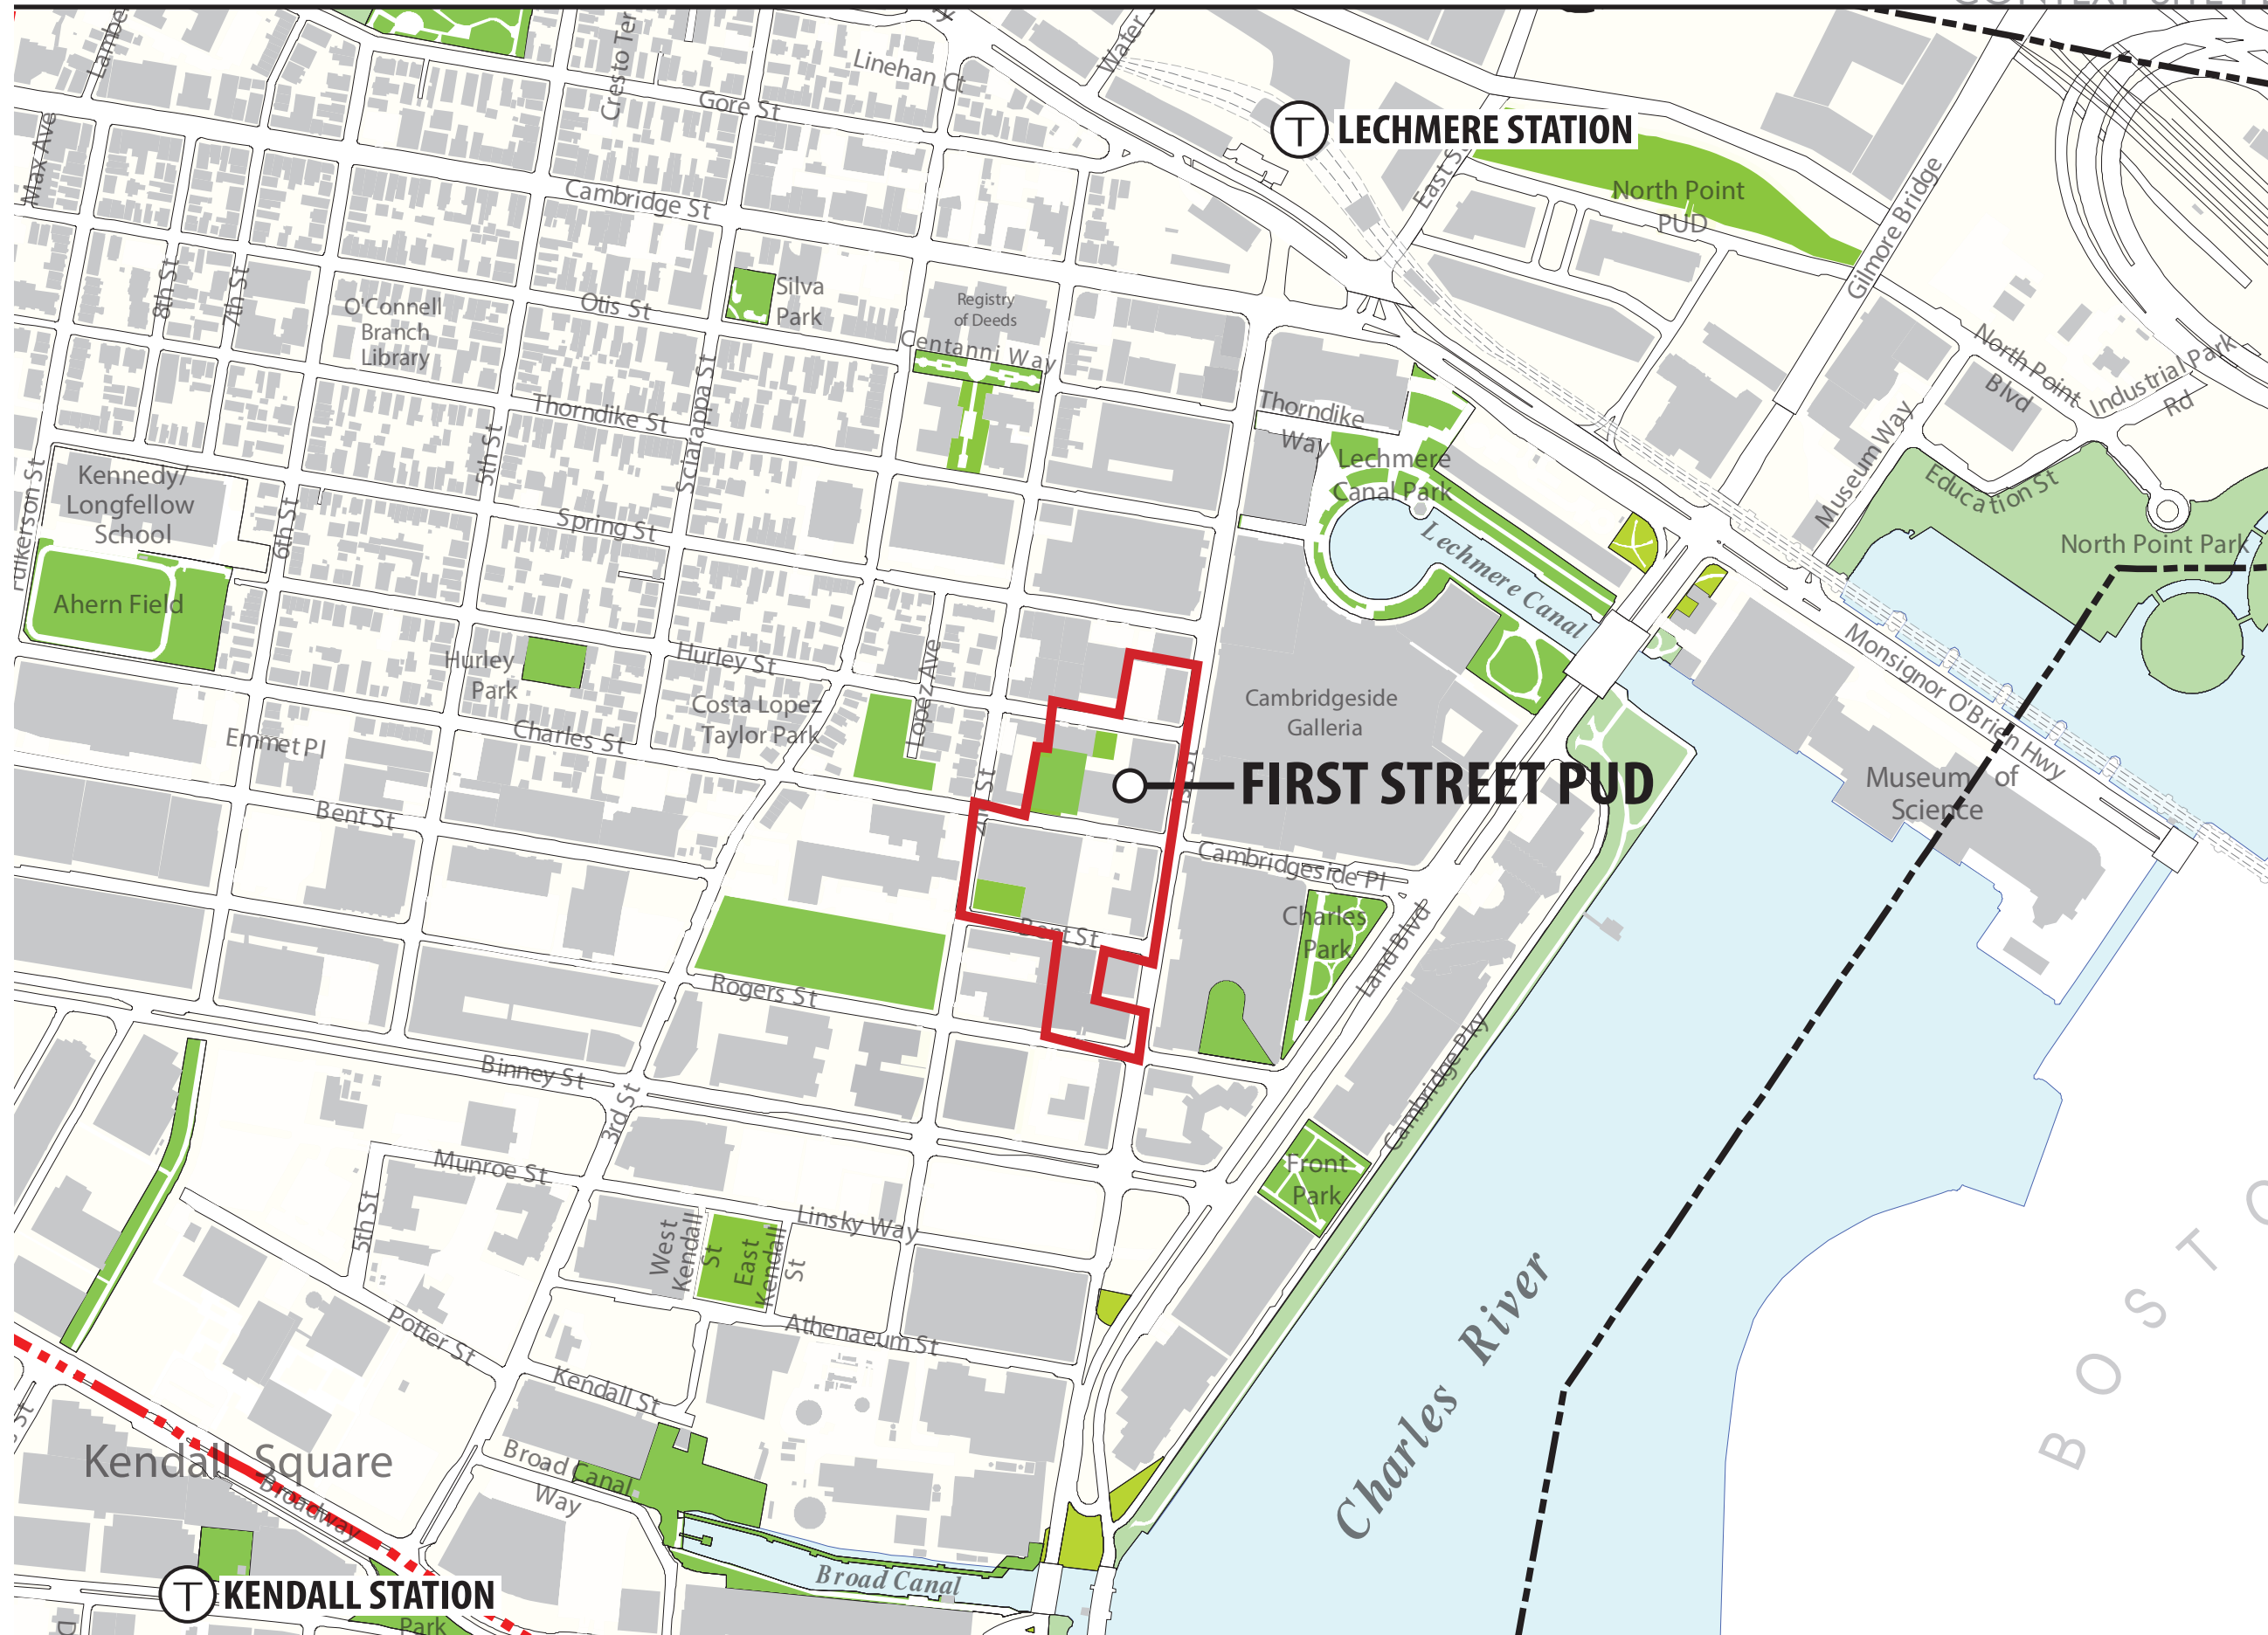 Water
Linehan Ct
Cresto Ter
Gore St
T LECHMERE STATION
Max Ave
Cambridge St
East S
North Point
PUD
Gilmore Bridge
8th St
7th St
O'Connell
Branch
Library
Otis St
Silva
Park
Registry
of Deeds
Centanni Way
North Point
Blvd
Industrial Park
Rd
Thorndike St
Sciarappa St
5th St
Thorndike
Way
Lechmere
Canal Park
Museum Way
Education St
Kennedy/
Longfellow
School
Fulkerson St
6th St
Spring St
Lechmere Canal
North Point Park
Ahern Field
Hurley
Park
Hurley St
Costa Lopez
Taylor Park
Lopez Ave
Cambridgeside
Galleria
Monsignor O'Brien Hwy
Emmet Pl
Charles St
FIRST STREET PUD
Museum of
Science
Bent St
Cambridgeside Pl
Charles
Park
Bent St
Land Blvd
Rogers St
Binney St
3rd St
Cambridge Pky
Munroe St
Front
Park
5th St
West
Kendall
St
East
Kendall
St
Linsky Way
Potter St
Athenaeum St
Charles River
BOSTO
Kendall St
Kendall Square
Broadway
Broad Canal
Way
Broad Canal
T KENDALL STATION
Park